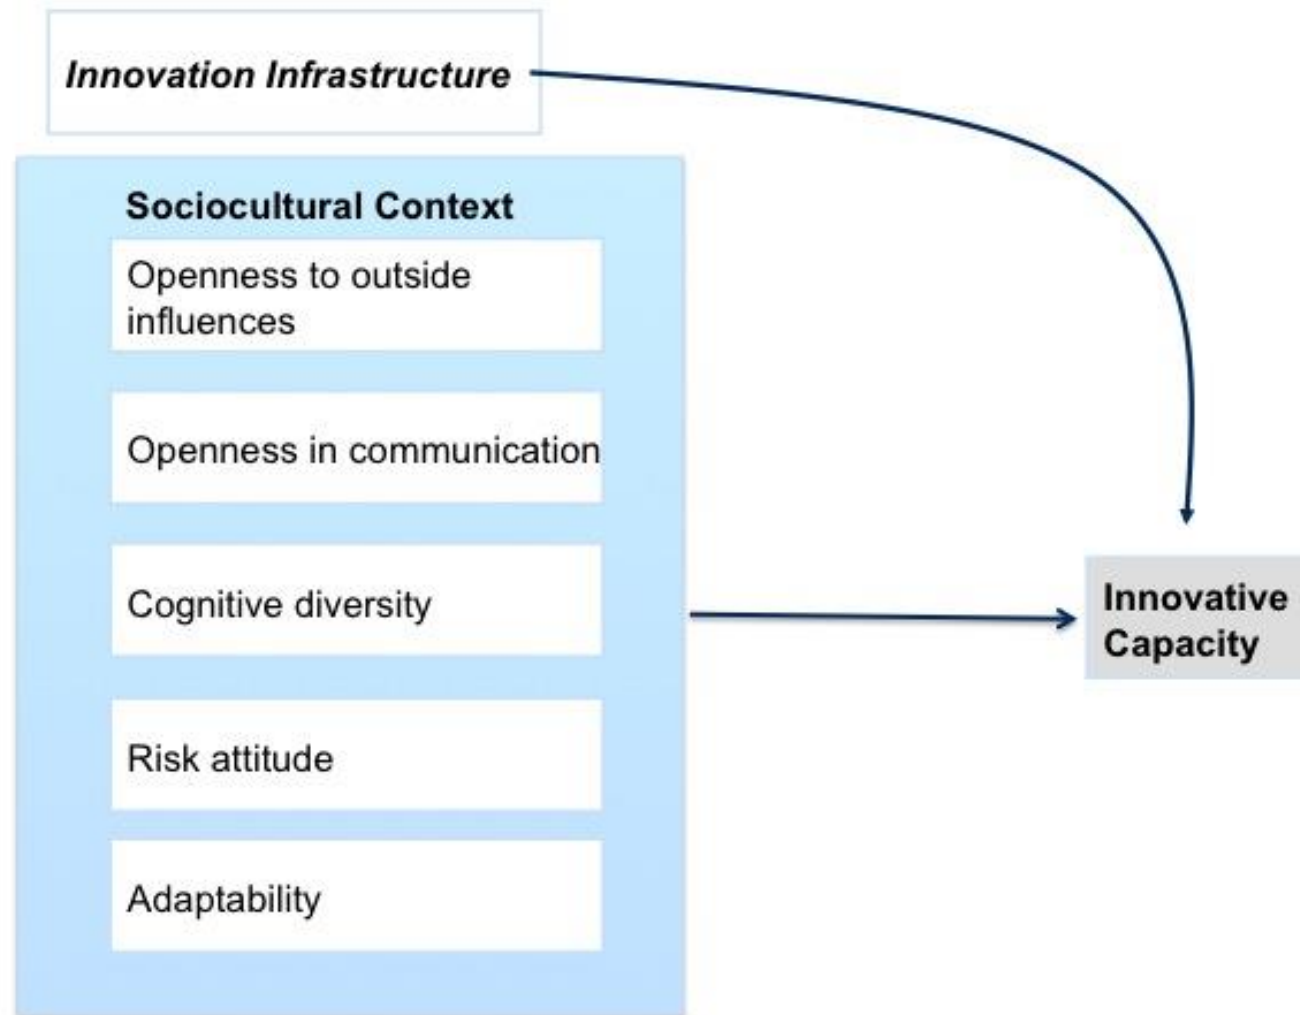 Innovation Infrastructure
Sociocultural Context
Openness to outside
influences
Openness in communication
Cognitive diversity
Risk attitude
Adaptability
Innovative
Capacity